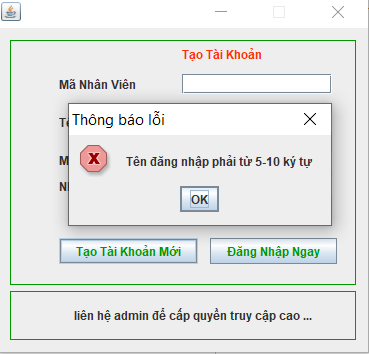 Tạo Tài Khoản
Mã Nhân Viên
Thông báo lỗi
Tên đăng nhập phải từ 5-10 ký tự
OK
Tạo Tài Khoản Mới
Đăng Nhập Ngay
liên hệ admin để cấp quyền truy cập cao ...